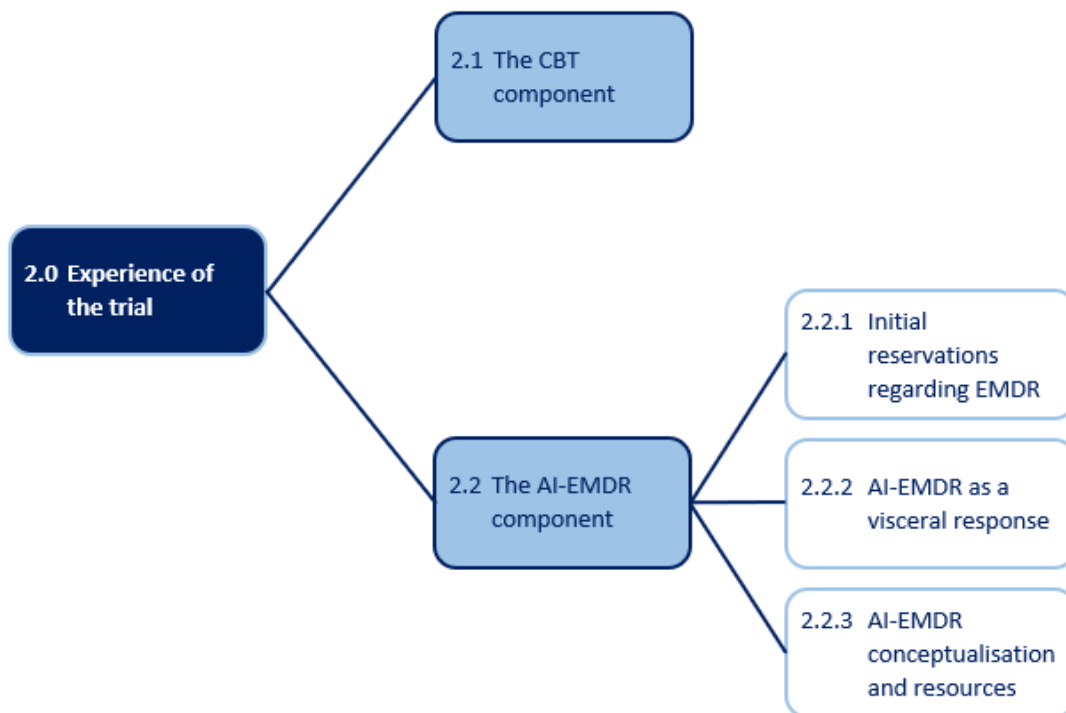 2.1 The CBT
component
2.0 Experience of
the trial
2.2 The AI-EMDR
component
2.2.1 Initial
reservations
regarding EMDR
2.2.2 AI-EMDR as a
visceral response
2.2.3 AI-EMDR
conceptualisation
and resources